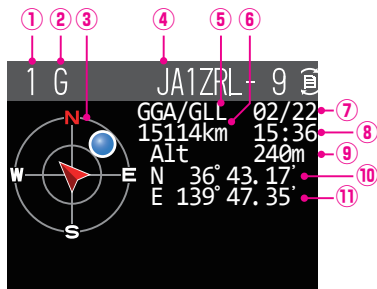 ① ② ③ ④ ⑤ ⑥
1 G JA1ZRL- 9
GGA/GLL 02/22 ⑦
15114km 15:36 ⑧
Alt 240m ⑨
N 36°43.17' ⑩
E 139°47.35' ⑪
N
W E
S